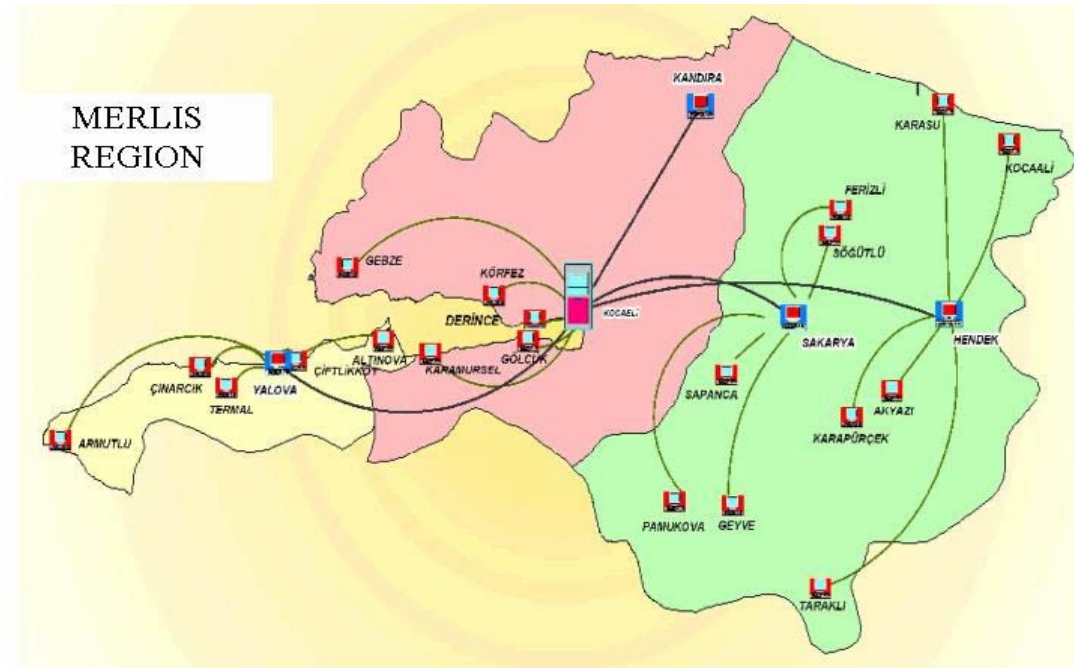 MERLIS
REGION
KANDIRA
KARASU
KOCAALİ
FERİZLİ
SÖĞÜTLÜ
GEBZE
KÖRFEZ
KOCAELİ
DERİNCE
SAKARYA
HENDEK
GÖLCÜK
ALTINOVA
KARAMURSEL
ÇİFTLİKKÖY
ÇINARCIK
YALOVA
TERMAL
SAPANCA
AKYAZI
KARAPÜRÇEK
ARMUTLU
PAMUKOVA
GEYVE
TARAKLI